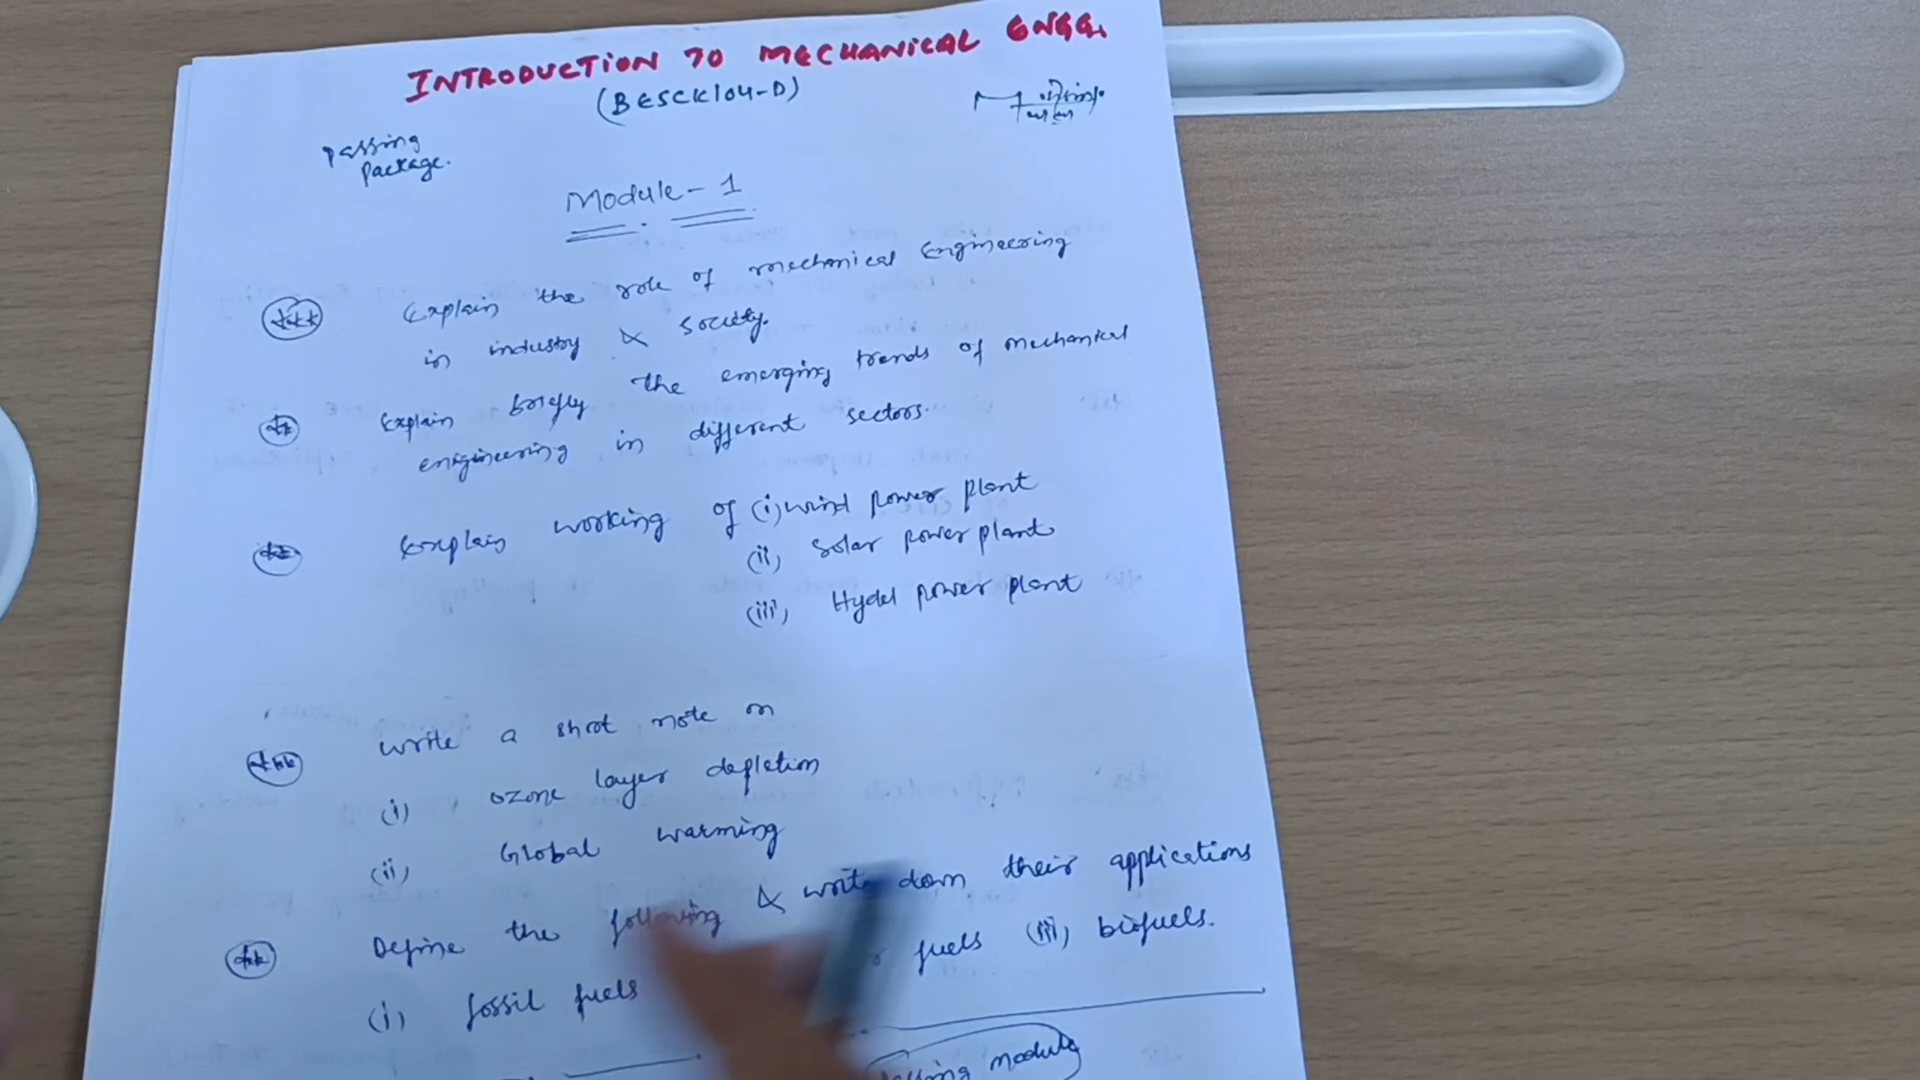 INTRODUCTION TO MECHANICAL ENGG.
(BESCK104-D)
Passing
Package.
Module-1
*** Explain the role of mechanical Engineering
in industry & society.
** Explain briefly the emerging trends of mechanical
engineering in different sectors.
** Explain working of (i) wind power plant
(ii) Solar power plant
(iii) Hydel power plant
*** write a shot note on
(i) ozone layer depletion
(ii) Global warming
** Define the following & write down their applications
(i) fossil fuels fuels (iii) biofuels.
module